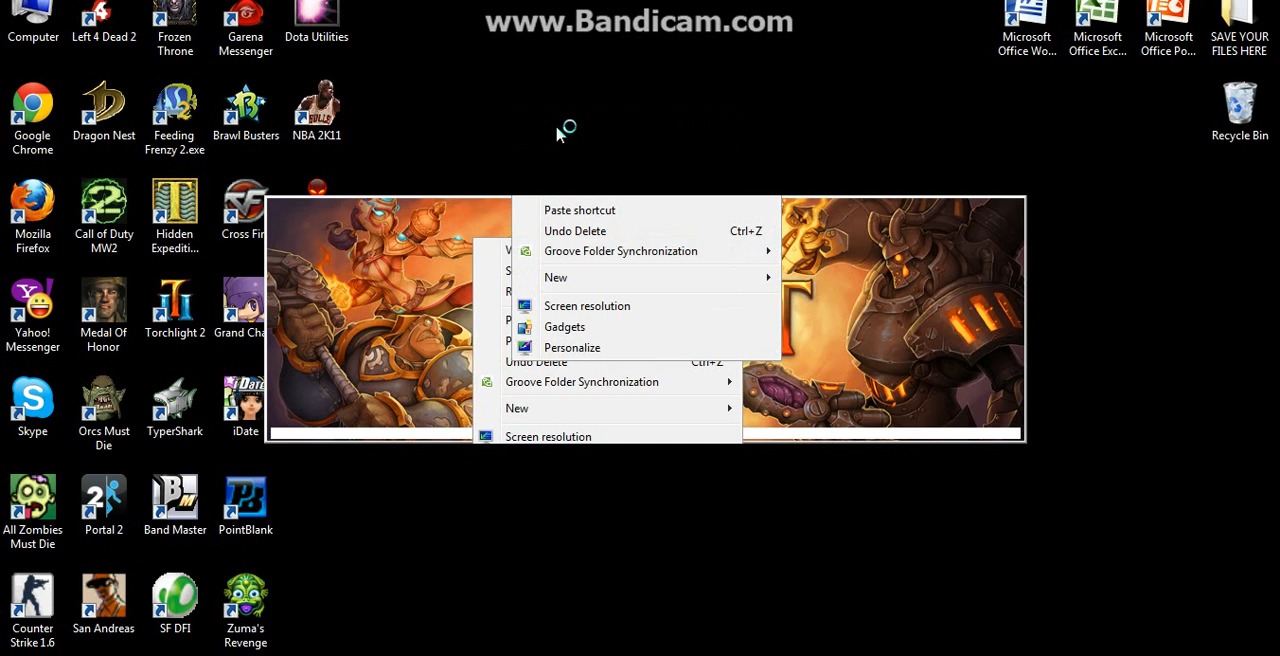 www.Bandicam.com
Computer
Left 4 Dead 2
Frozen
Throne
Garena
Messenger
Dota Utilities
Microsoft
Office Wo...
Microsoft
Office Exc...
Microsoft
Office Po...
SAVE YOUR
FILES HERE
Google
Chrome
Dragon Nest
Feeding
Frenzy 2.exe
Brawl Busters
NBA 2K11
Recycle Bin
Mozilla
Firefox
Call of Duty
MW2
Hidden
Expediti...
Cross Fir
Yahoo!
Messenger
Medal Of
Honor
Torchlight 2
Grand Cha
Skype
Orcs Must
Die
TyperShark
iDate
All Zombies
Must Die
Portal 2
Band Master
PointBlank
Counter
Strike 1.6
San Andreas
SF DFI
Zuma's
Revenge
Paste shortcut
Undo Delete Ctrl+Z
Groove Folder Synchronization
New
Screen resolution
Gadgets
Personalize
Undo Delete Ctrl+Z
Groove Folder Synchronization
New
Screen resolution